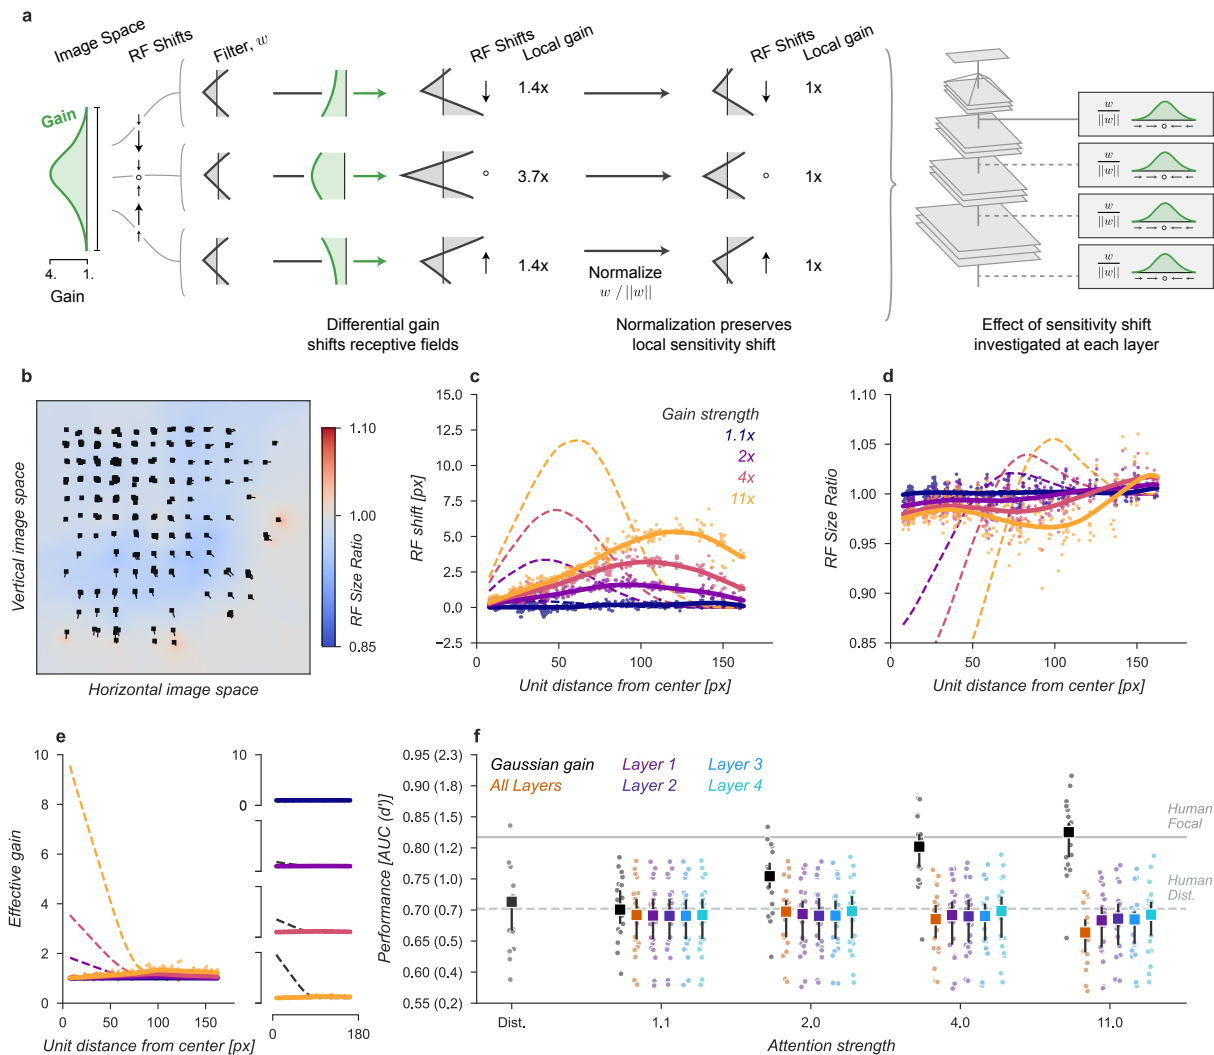 a
Image Space
RF Shifts
Filter, w
RF Shifts
Local gain
RF Shifts
Local gain
Gain
1.4x
1x
3.7x
1x
1.4x
1x
4.
1.
Gain
Normalize
w / ||w||
w
||w||
w
||w||
w
||w||
w
||w||
Differential gain
shifts receptive fields
Normalization preserves
local sensitivity shift
Effect of sensitivity shift
investigated at each layer
b
Vertical image space
Horizontal image space
1.10
1.00
0.85
RF Size Ratio
c
15.0
12.5
10.0
7.5
5.0
2.5
0.0
−2.5
RF shift [px]
Gain strength
1.1x
2x
4x
11x
0
50
100
150
Unit distance from center [px]
d
1.10
1.05
1.00
0.95
0.90
0.85
RF Size Ratio
0
50
100
150
Unit distance from center [px]
e
10
8
6
4
2
0
Effective gain
0
50
100
150
Unit distance from center [px]
10
0
0
180
f
Performance [AUC (d')]
0.95 (2.3)
0.90 (1.8)
0.85 (1.5)
0.80 (1.2)
0.75 (1.0)
0.70 (0.7)
0.65 (0.5)
0.60 (0.4)
0.55 (0.2)
Gaussian gain
Layer 1
Layer 3
All Layers
Layer 2
Layer 4
Human
Focal
Human
Dist.
Dist.
1.1
2.0
4.0
11.0
Attention strength